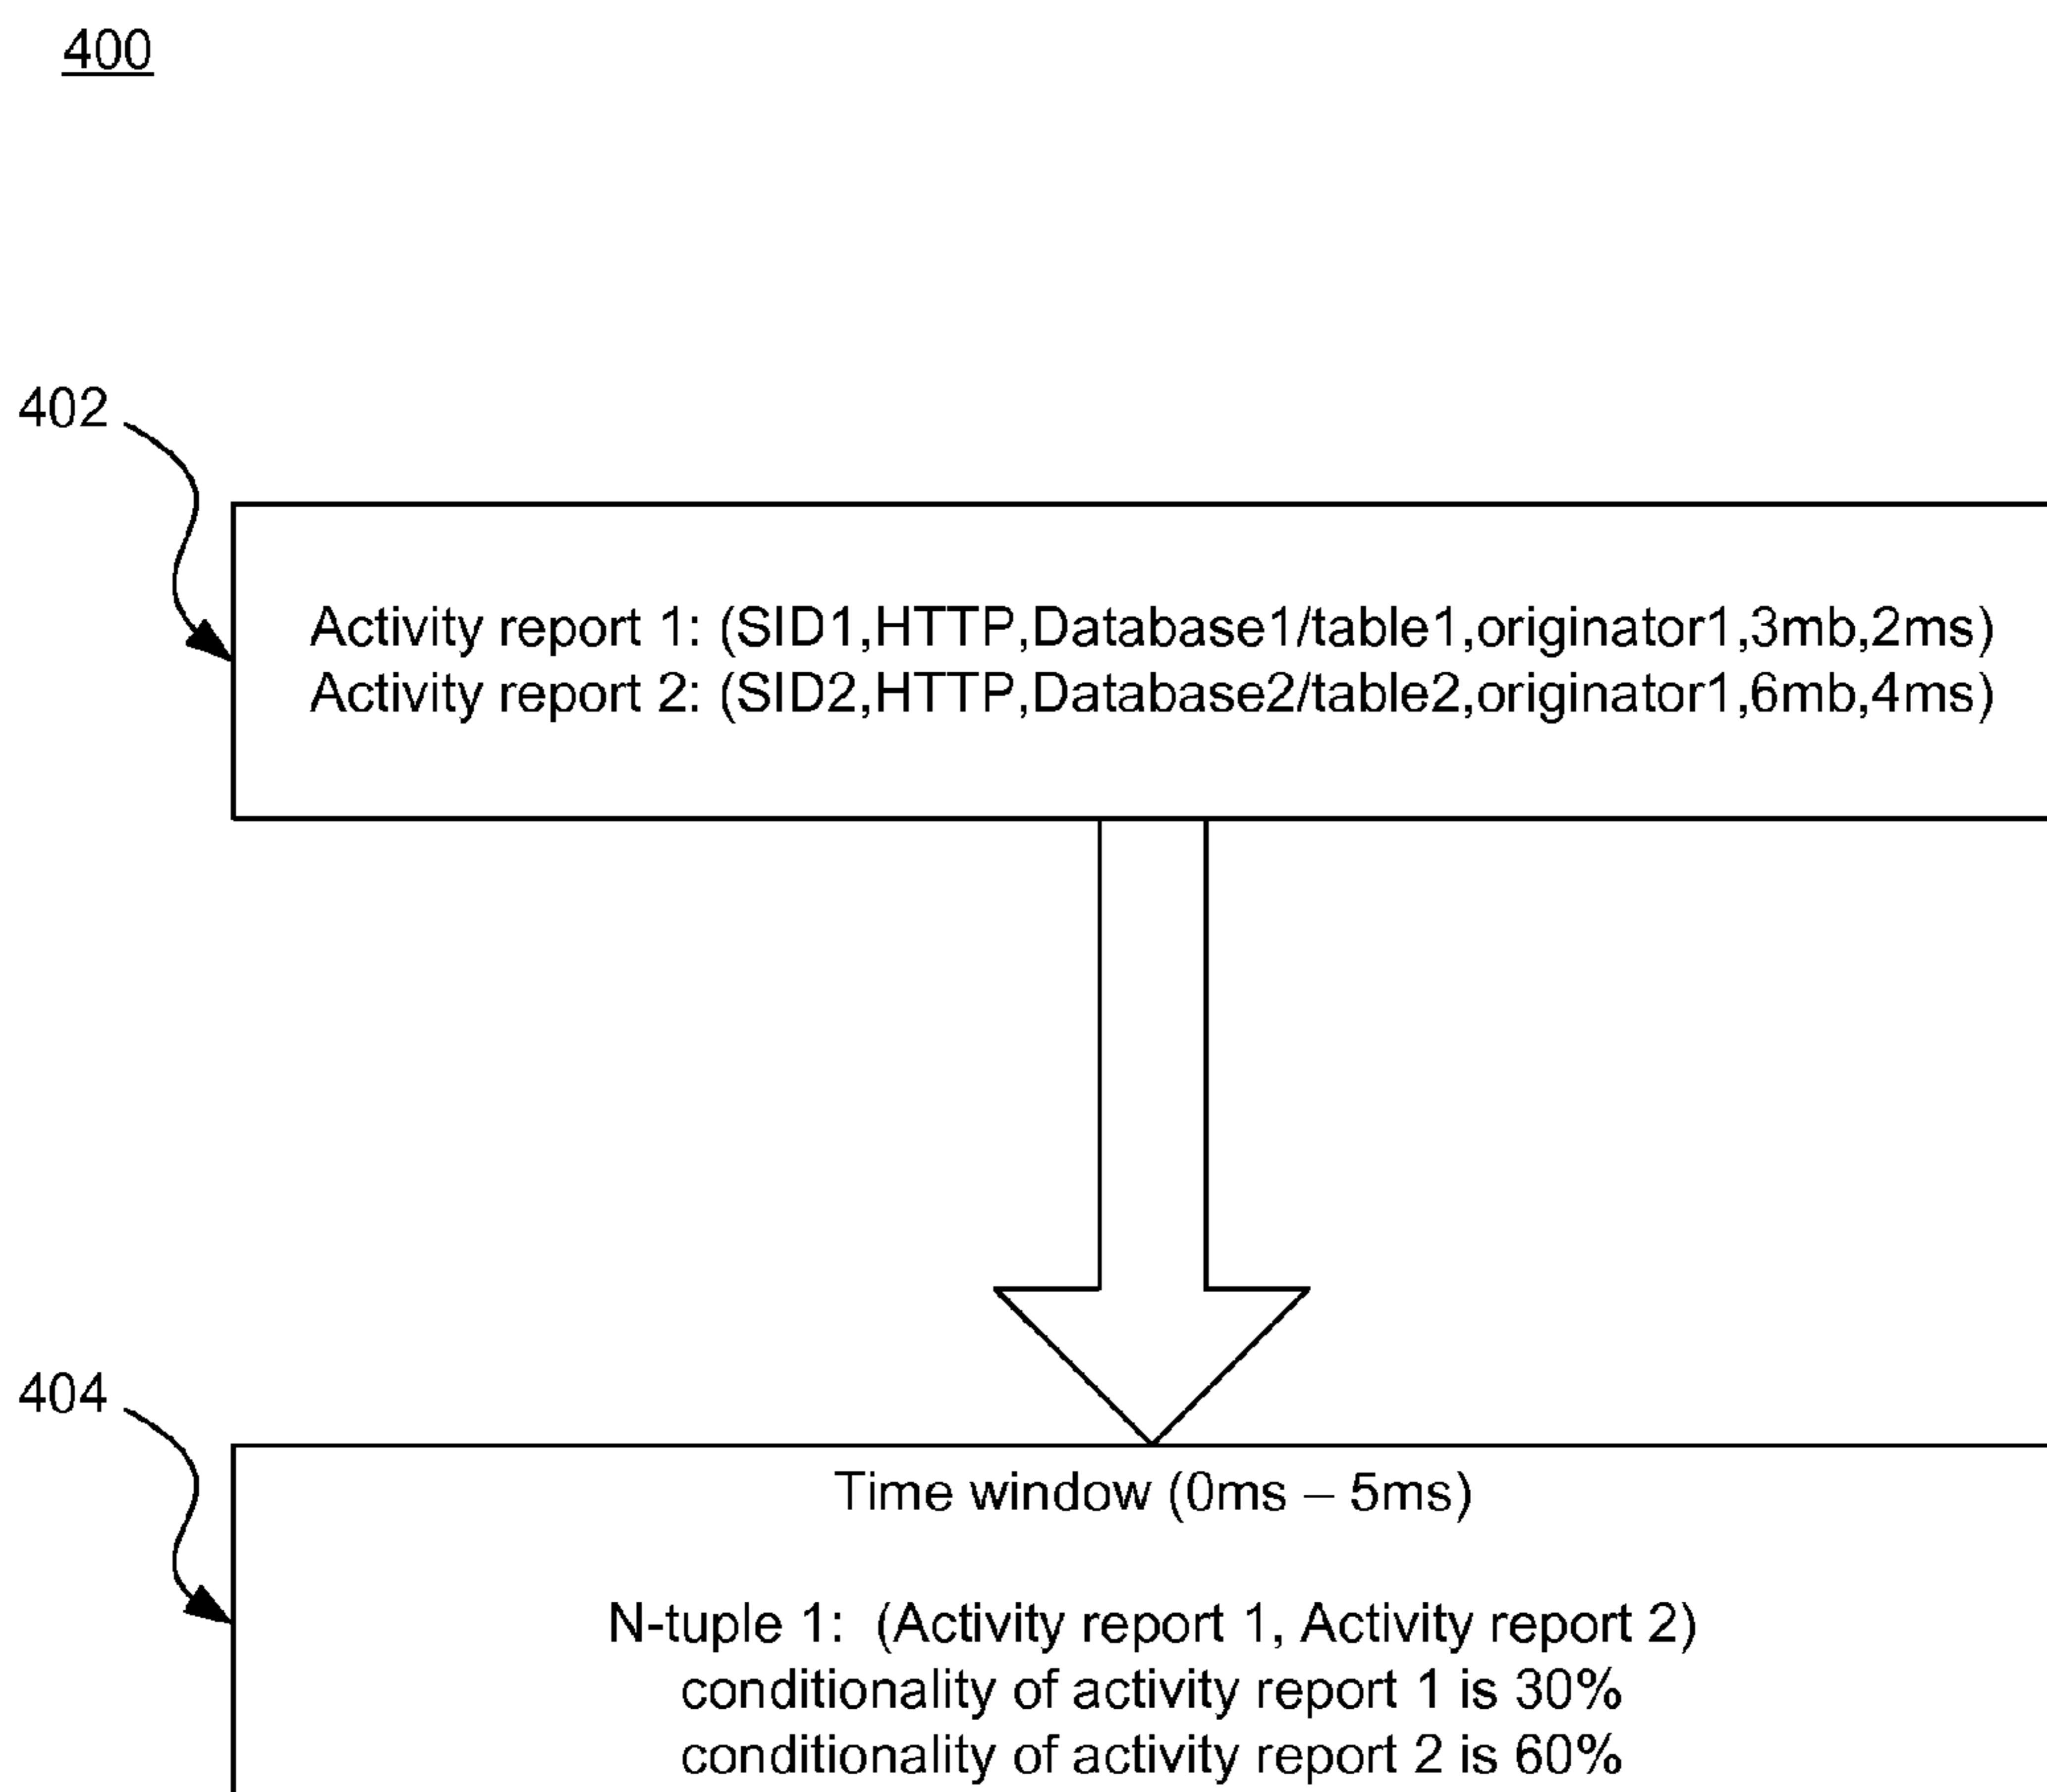 400
402
Activity report 1: (SID1,HTTP,Database1/table1,originator1,3mb,2ms)
Activity report 2: (SID2,HTTP,Database2/table2,originator1,6mb,4ms)
404
Time window (0ms – 5ms)
N-tuple 1: (Activity report 1, Activity report 2)
conditionality of activity report 1 is 30%
conditionality of activity report 2 is 60%